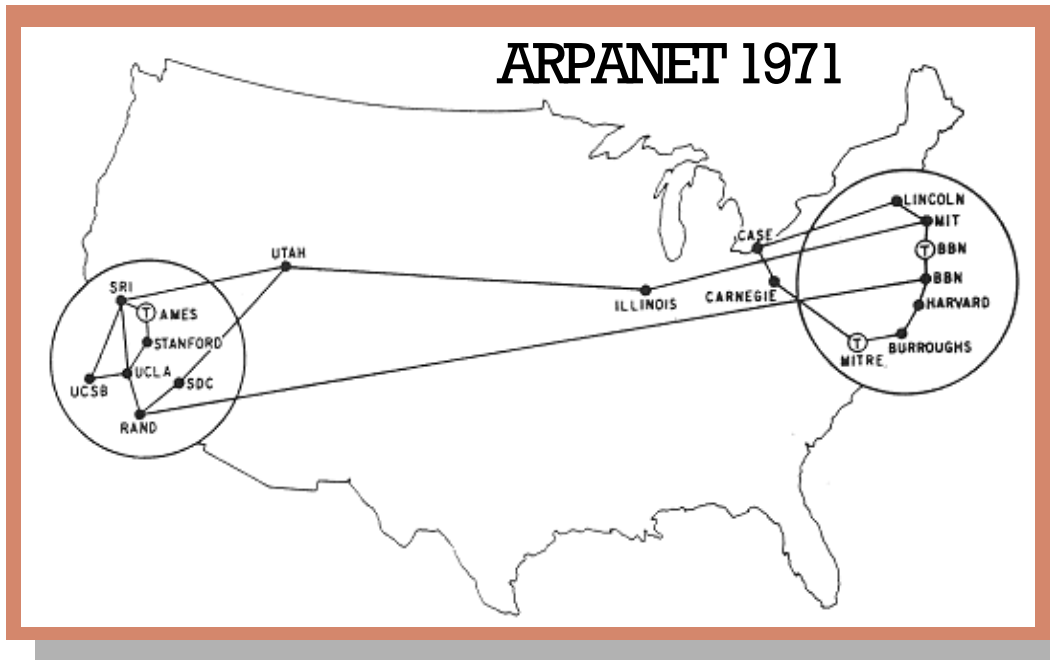 ARPANET 1971
LINCOLN
MIT
CASE
T BBN
UTAH
BBN
SRI
ILLINOIS
CARNEGIE
HARVARD
T AMES
STANFORD
T
BURROUGHS
MITRE
UCLA
SDC
UCSB
RAND